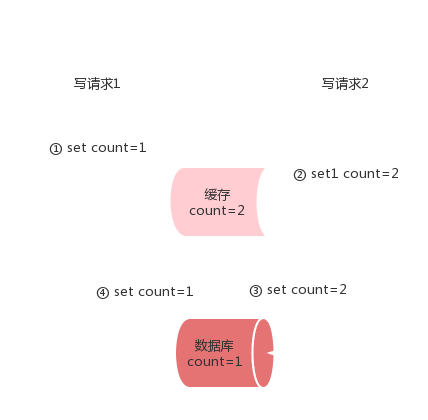 写请求1
写请求2
① set count=1
② set1 count=2
缓存
count=2
④ set count=1
③ set count=2
数据库
count=1